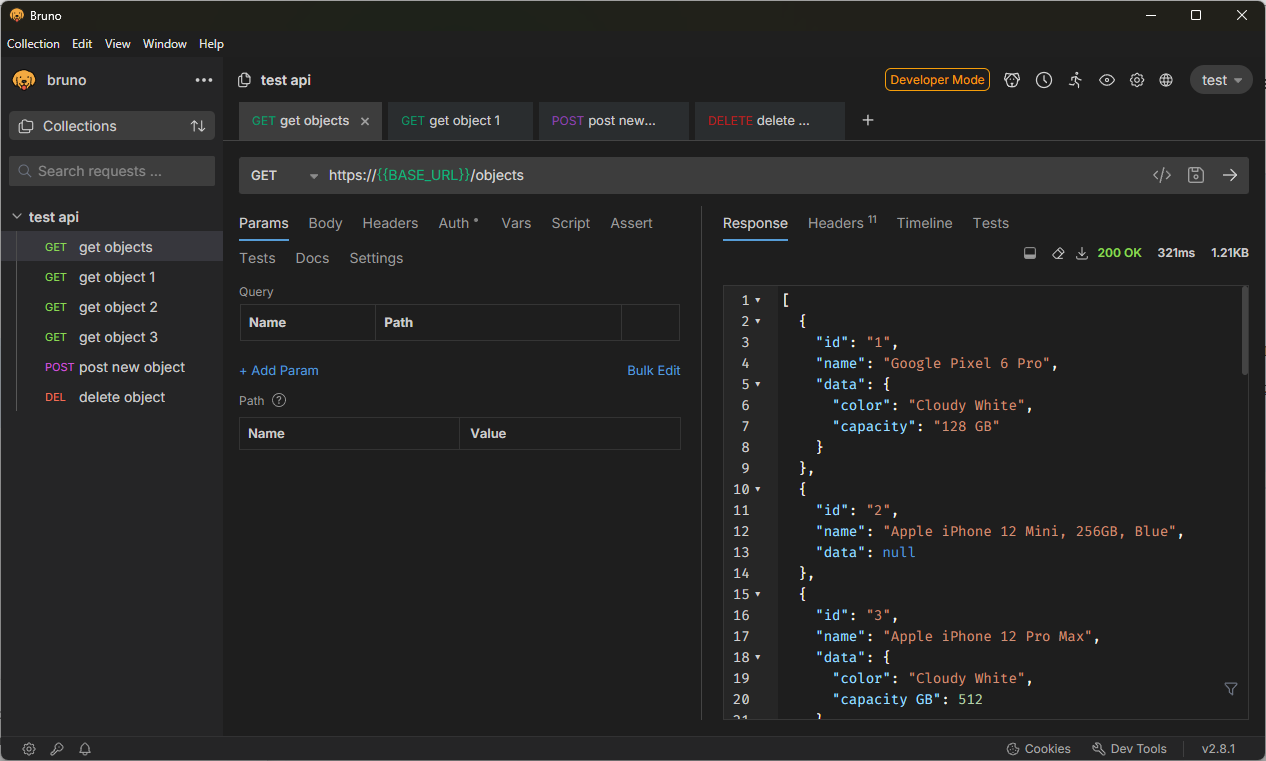 Bruno
Collection Edit View Window Help
bruno
Collections
Search requests ...
test api
GET get objects
GET get object 1
GET get object 2
GET get object 3
POST post new object
DEL delete object
test api
Developer Mode
test
GET get objects
GET get object 1
POST post new...
DELETE delete ...
GET https://{{BASE_URL}}/objects
Params Body Headers Auth Vars Script Assert
Tests Docs Settings
Query
Name Path
+ Add Param Bulk Edit
Path ?
Name Value
Response Headers 11 Timeline Tests
200 OK 321ms 1.21KB
1 [
2 {
3 "id": "1",
4 "name": "Google Pixel 6 Pro",
5 "data": {
6 "color": "Cloudy White",
7 "capacity": "128 GB"
8 }
9 },
10 {
11 "id": "2",
12 "name": "Apple iPhone 12 Mini, 256GB, Blue",
13 "data": null
14 },
15 {
16 "id": "3",
17 "name": "Apple iPhone 12 Pro Max",
18 "data": {
19 "color": "Cloudy White",
20 "capacity GB": 512
21 }
Cookies Dev Tools v2.8.1